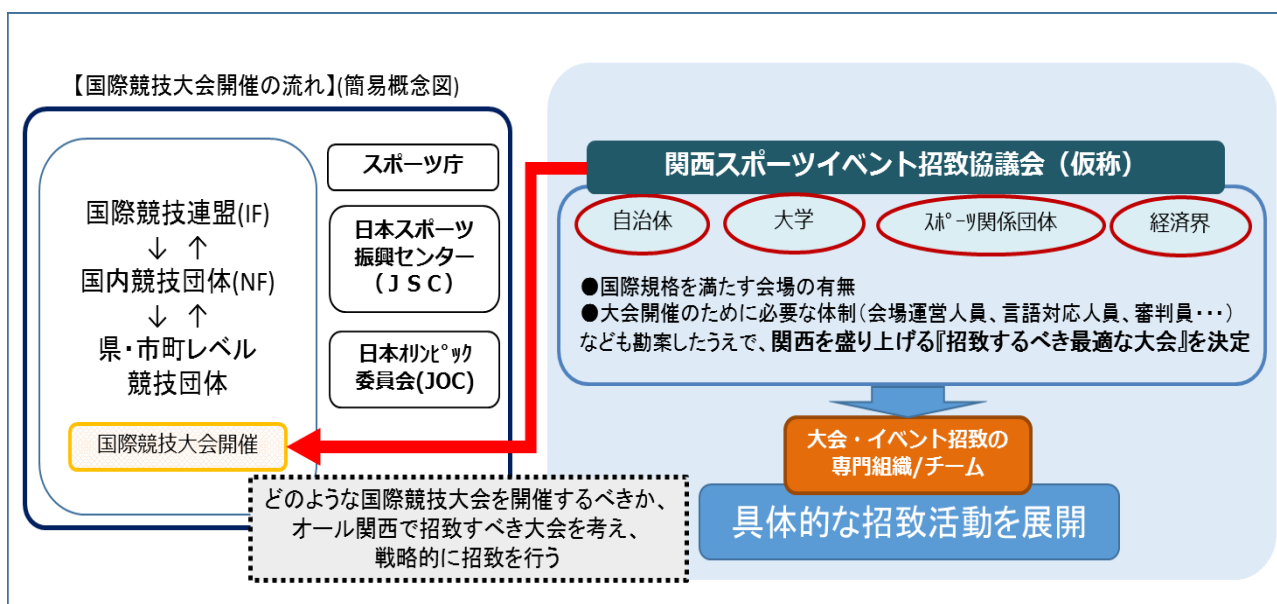 【国際競技大会開催の流れ】(簡易概念図)
国際競技連盟(IF)
↓ ↑
国内競技団体(NF)
↓ ↑
県・市町レベル
競技団体
国際競技大会開催
スポーツ庁
日本スポーツ
振興センター
(ＪＳＣ)
日本ｵﾘﾝﾋﾟｯｸ
委員会(JOC)
どのような国際競技大会を開催するべきか、
オール関西で招致すべき大会を考え、
戦略的に招致を行う
関西スポーツイベント招致協議会（仮称）
自治体
大学
ｽﾎﾟｰﾂ関係団体
経済界
●国際規格を満たす会場の有無
●大会開催のために必要な体制(会場運営人員、言語対応人員、審判員・・・)
なども勘案したうえで、関西を盛り上げる『招致するべき最適な大会』を決定
大会・イベント招致の
専門組織/チーム
具体的な招致活動を展開